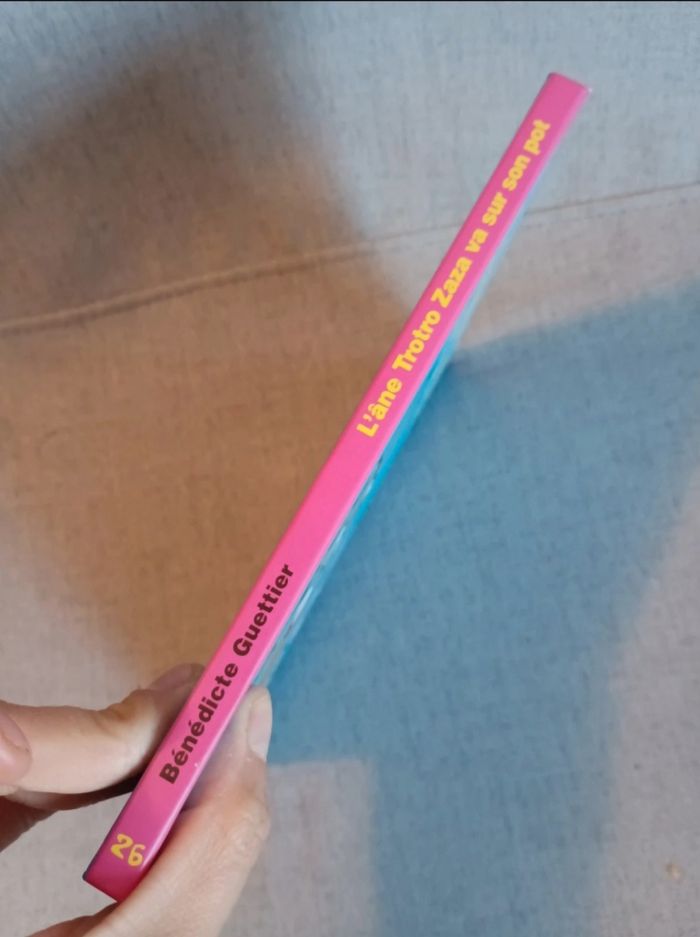 Bénédicte Guettier
L'âne Trotro Zaza va sur son pot
26